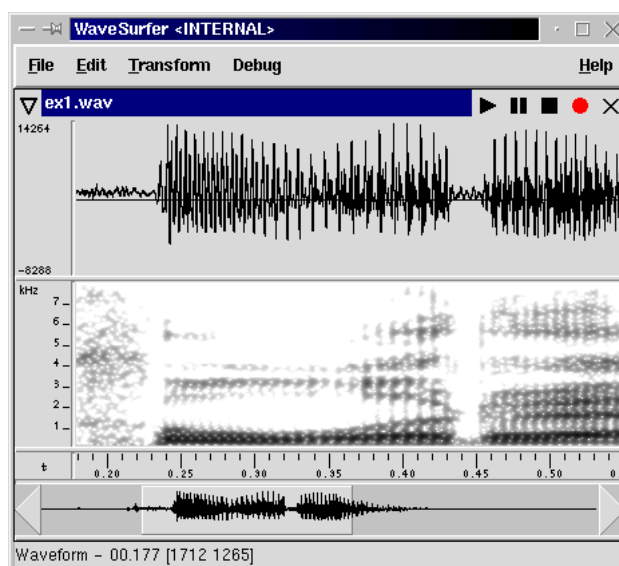 WaveSurfer <INTERNAL>
File Edit Transform Debug Help
ex1.wav
14264
-8288
kHz
7
6
5
4
3
2
1
t 0.20 0.25 0.30 0.35 0.40 0.45 0.50 0
Waveform - 00.177 [1712 1265]